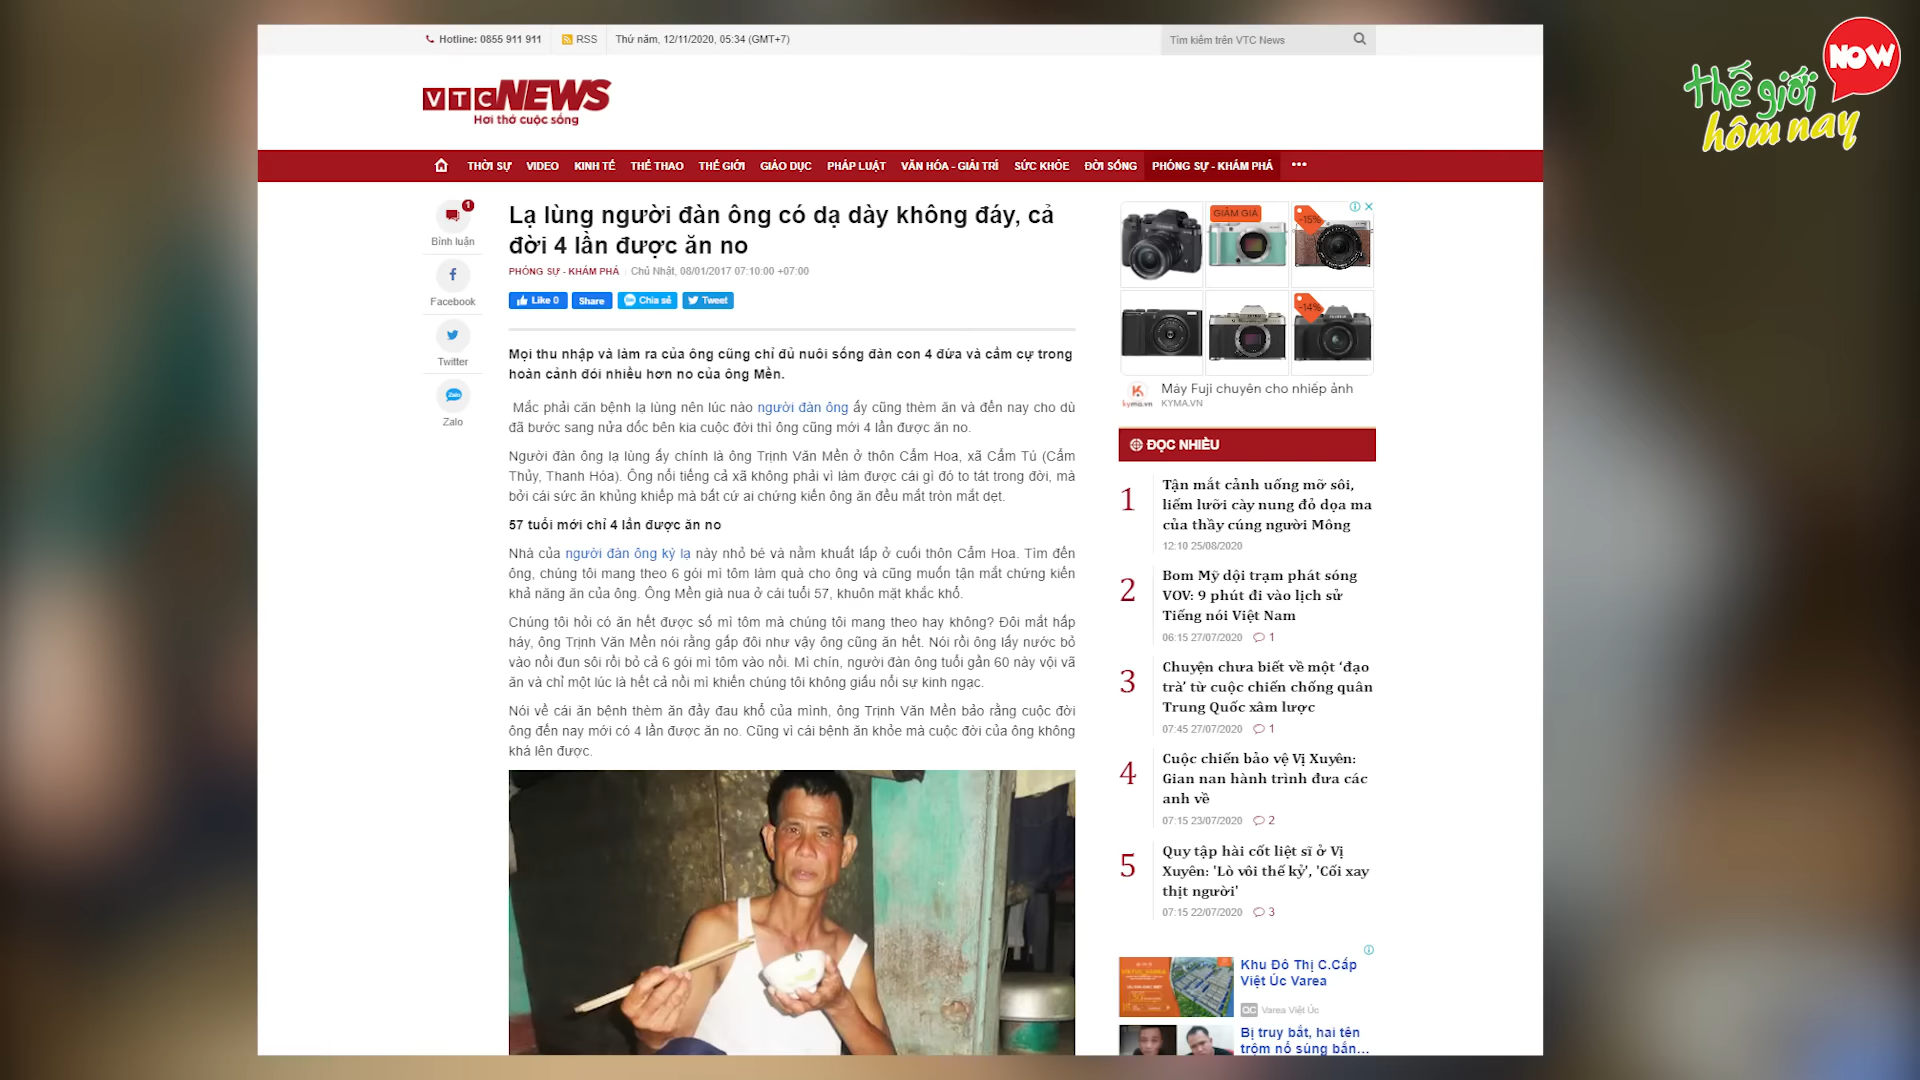 Hotline: 0855 911 911
RSS
Thứ năm, 12/11/2020, 05:34 (GMT+7)
Tìm kiếm trên VTC News
NOW
thế giới
hôm nay
VTC NEWS
Hơi thở cuộc sống
THỜI SỰ VIDEO KINH TẾ THỂ THAO THẾ GIỚI GIÁO DỤC PHÁP LUẬT VĂN HÓA - GIẢI TRÍ SỨC KHỎE ĐỜI SỐNG PHÓNG SỰ - KHÁM PHÁ •••
1
Bình luận
Facebook
Twitter
Zalo
Zalo
Lạ lùng người đàn ông có dạ dày không đáy, cả
đời 4 lần được ăn no
PHÓNG SỰ - KHÁM PHÁ Chủ Nhật, 08/01/2017 07:10:00 +07:00
Like 0 Share Chia sẻ Tweet
Mọi thu nhập và làm ra của ông cũng chỉ đủ nuôi sống đàn con 4 đứa và cầm cự trong
hoàn cảnh đói nhiều hơn no của ông Mền.
Mắc phải căn bệnh lạ lùng nên lúc nào người đàn ông ấy cũng thèm ăn và đến nay cho dù
đã bước sang nửa dốc bên kia cuộc đời thì ông cũng mới 4 lần được ăn no.
Người đàn ông lạ lùng ấy chính là ông Trịnh Văn Mền ở thôn Cẩm Hoa, xã Cẩm Tú (Cẩm
Thủy, Thanh Hóa). Ông nổi tiếng cả xã không phải vì làm được cái gì đó to tát trong đời, mà
bởi cái sức ăn khủng khiếp mà bất cứ ai chứng kiến ông ăn đều mắt tròn mắt dẹt.
57 tuổi mới chỉ 4 lần được ăn no
Nhà của người đàn ông kỳ lạ này nhỏ bé và nằm khuất lấp ở cuối thôn Cẩm Hoa. Tìm đến
ông, chúng tôi mang theo 6 gói mì tôm làm quà cho ông và cũng muốn tận mắt chứng kiến
khả năng ăn của ông. Ông Mền già nua ở cái tuổi 57, khuôn mặt khắc khổ.
Chúng tôi hỏi có ăn hết được số mì tôm mà chúng tôi mang theo hay không? Đôi mắt hấp
háy, ông Trịnh Văn Mền nói rằng gấp đôi như vậy ông cũng ăn hết. Nói rồi ông lấy nước bỏ
vào nồi đun sôi rồi bỏ cả 6 gói mì tôm vào nồi. Mì chín, người đàn ông tuổi gần 60 này vội vã
ăn và chỉ một lúc là hết cả nồi mì khiến chúng tôi không giấu nổi sự kinh ngạc.
Nói về cái ăn bệnh thèm ăn đầy đau khổ của mình, ông Trịnh Văn Mền bảo rằng cuộc đời
ông đến nay mới có 4 lần được ăn no. Cũng vì cái bệnh ăn khỏe mà cuộc đời của ông không
khá lên được.
GIẢM GIÁ
-15%
-14%
Máy Fuji chuyên cho nhiếp ảnh
kyma.vn
KYMA.VN
ĐỌC NHIỀU
1
Tận mắt cảnh uống mỡ sôi,
liếm lưỡi cày nung đỏ dọa ma
của thầy cúng người Mông
12:10 25/08/2020
2
Bom Mỹ dội trạm phát sóng
VOV: 9 phút đi vào lịch sử
Tiếng nói Việt Nam
06:15 27/07/2020 1
3
Chuyện chưa biết về một ‘đạo
trà’ từ cuộc chiến chống quân
Trung Quốc xâm lược
07:45 27/07/2020 1
4
Cuộc chiến bảo vệ Vị Xuyên:
Gian nan hành trình đưa các
anh về
07:15 23/07/2020 2
5
Quy tập hài cốt liệt sĩ ở Vị
Xuyên: 'Lò vôi thế kỷ', 'Cối xay
thịt người'
07:15 22/07/2020 3
Khu Đô Thị C.Cấp
Việt Úc Varea
Varea Việt Úc
Bị truy bắt, hai tên
trộm nổ súng bắn...